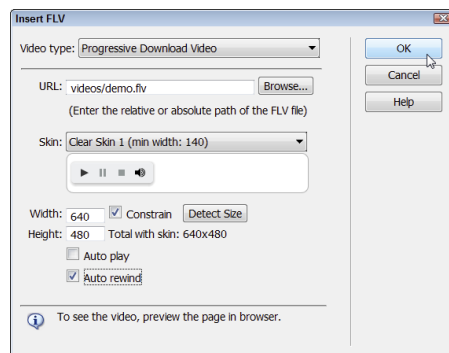 Insert FLV
Video type: Progressive Download Video
OK
Cancel
Help
URL: videos/demo.flv Browse...
(Enter the relative or absolute path of the FLV file)
Skin: Clear Skin 1 (min width: 140)
Width: 640 Constrain Detect Size
Height: 480 Total with skin: 640x480
Auto play
Auto rewind
To see the video, preview the page in browser.